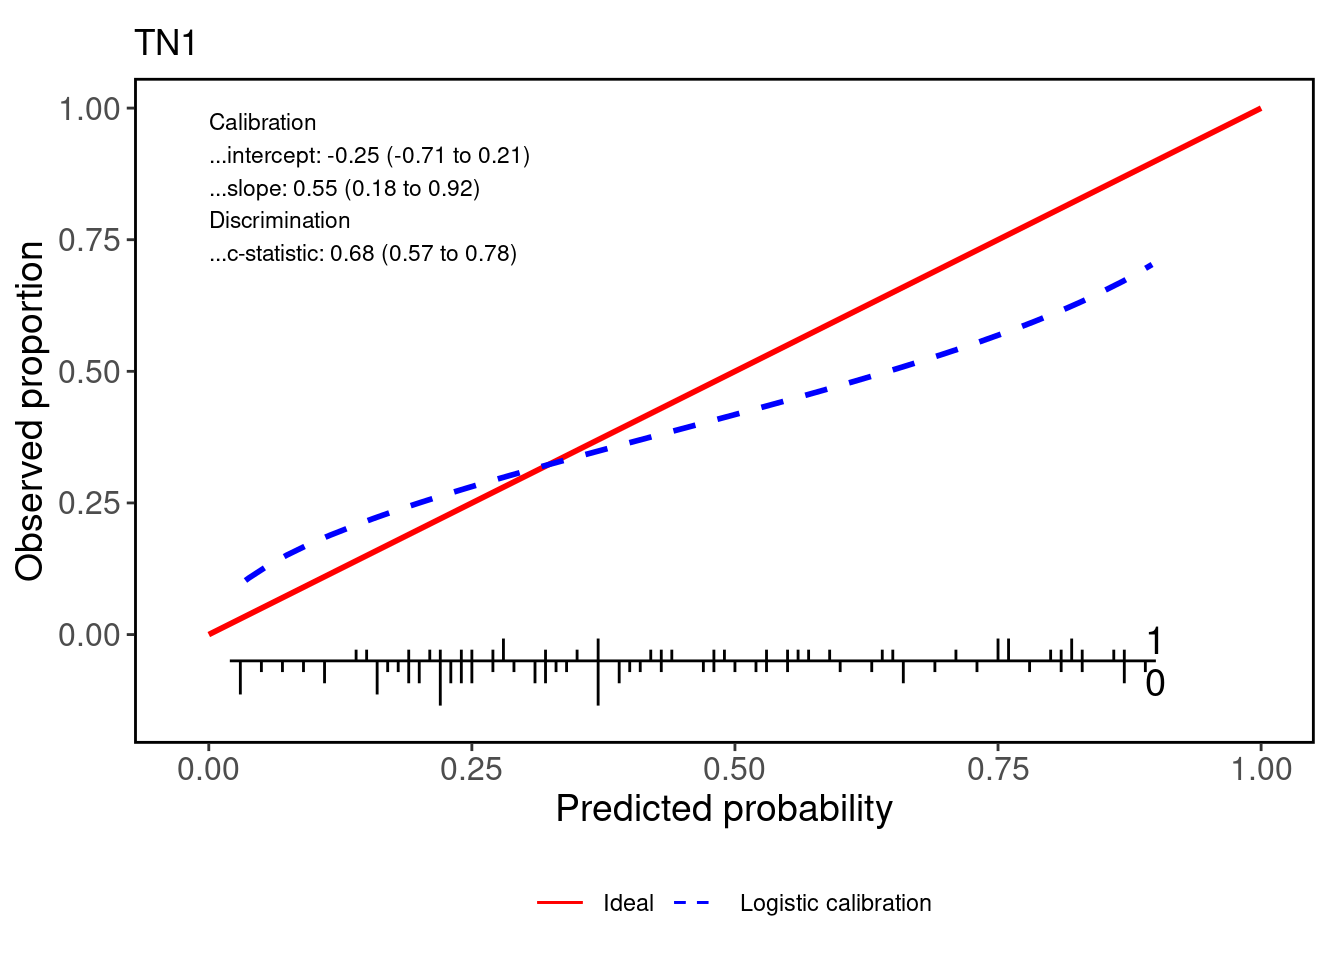 TN1
Calibration
...intercept: -0.25 (-0.71 to 0.21)
...slope: 0.55 (0.18 to 0.92)
Discrimination
...c-statistic: 0.68 (0.57 to 0.78)
Observed proportion
1.00
0.75
0.50
0.25
0.00
1
0
0.00 0.25 0.50 0.75 1.00
Predicted probability
Ideal Logistic calibration